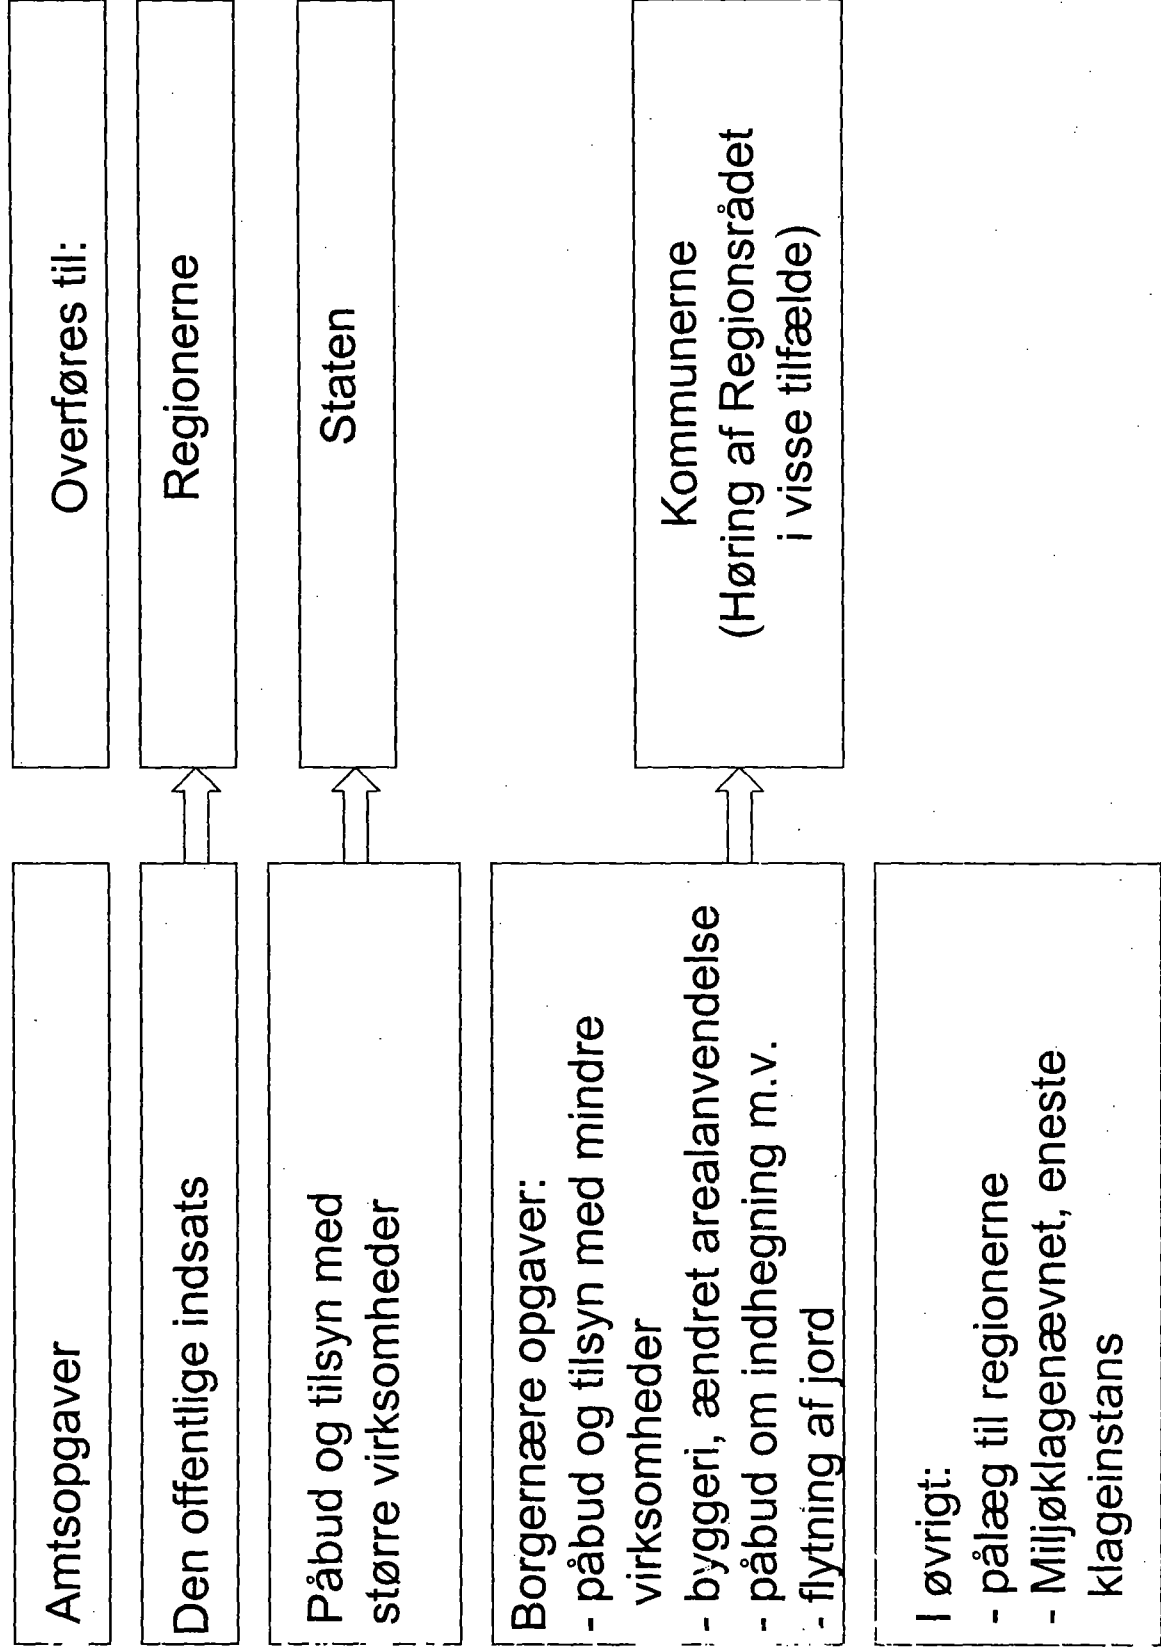 Amtsopgaver
Overføres til:
Den offentlige indsats
Regionerne
Påbud og tilsyn med
større virksomheder
Staten
Borgernære opgaver:
- påbud og tilsyn med mindre
virksomheder
- byggeri, ændret arealanvendelse
- påbud om indhegning m.v.
- flytning af jord
Kommunerne
(Høring af Regionsrådet
i visse tilfælde)
I øvrigt:
- pålæg til regionerne
- Miljøklagenævnet, eneste
klageinstans